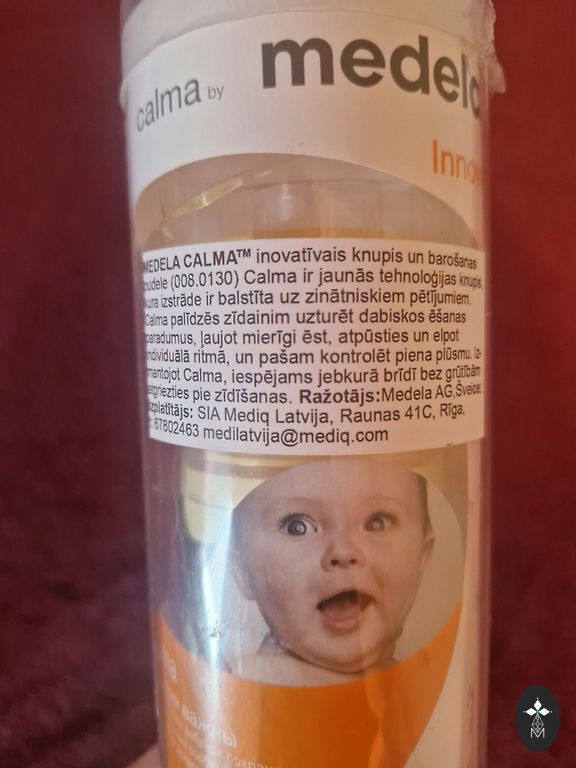 calma by medela
Innov
MEDELA CALMA™ inovatīvais knupis un barošanas
pudele (008.0130) Calma ir jaunās tehnoloģijas knupis,
kura izstrāde ir balstīta uz zinātniskiem pētījumiem.
Calma palīdzēs zīdainim uzturēt dabiskos ēšanas
paradumus, ļaujot mierīgi ēst, atpūsties un elpot
individuālā ritmā, un pašam kontrolēt piena plūsmu. Iz-
mantojot Calma, iespējams jebkurā brīdī bez grūtībām
atgriezties pie zīdīšanas. Ražotājs:Medela AG,Šveice;
Izplatītājs: SIA Mediq Latvija, Raunas 41C, Rīga,
67802463 medilatvija@mediq.com
важны
M